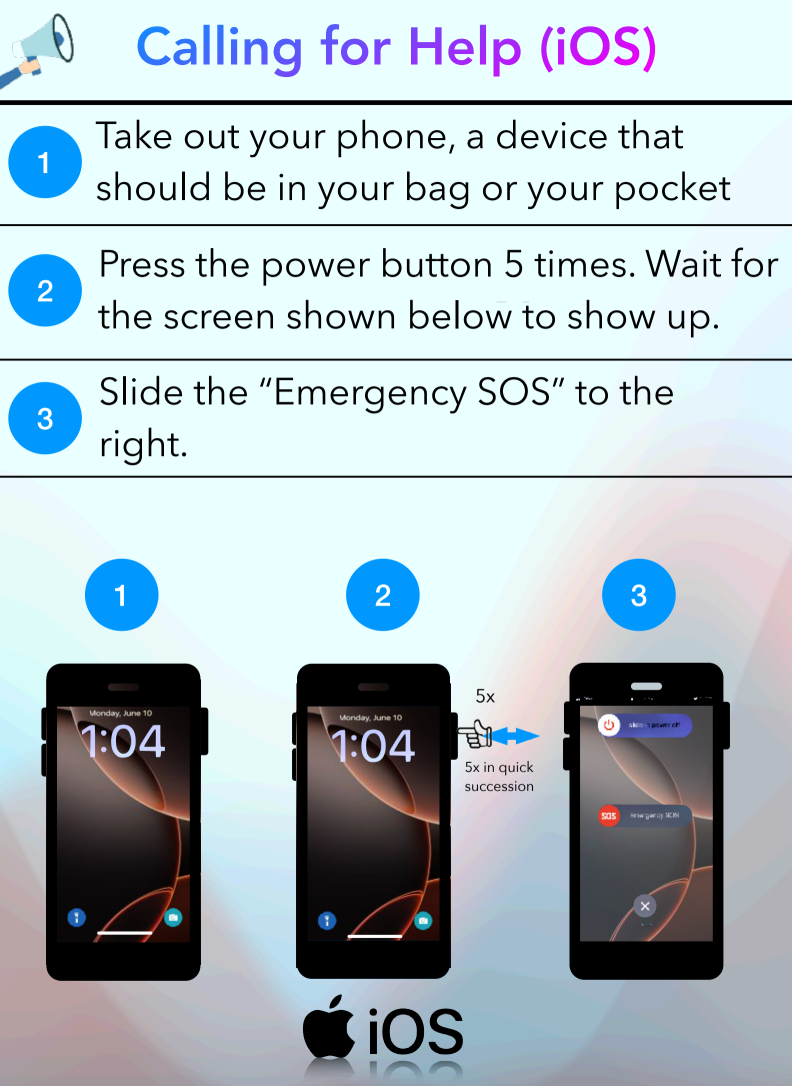 Calling for Help (iOS)
1
Take out your phone, a device that
should be in your bag or your pocket
2
Press the power button 5 times. Wait for
the screen shown below to show up.
3
Slide the “Emergency SOS” to the
right.
1
2
3
Monday, June 10
1:04
Monday, June 10
1:04
5x
5x in quick
succession
slide to power off
SOS
Emergency SOS
iOS